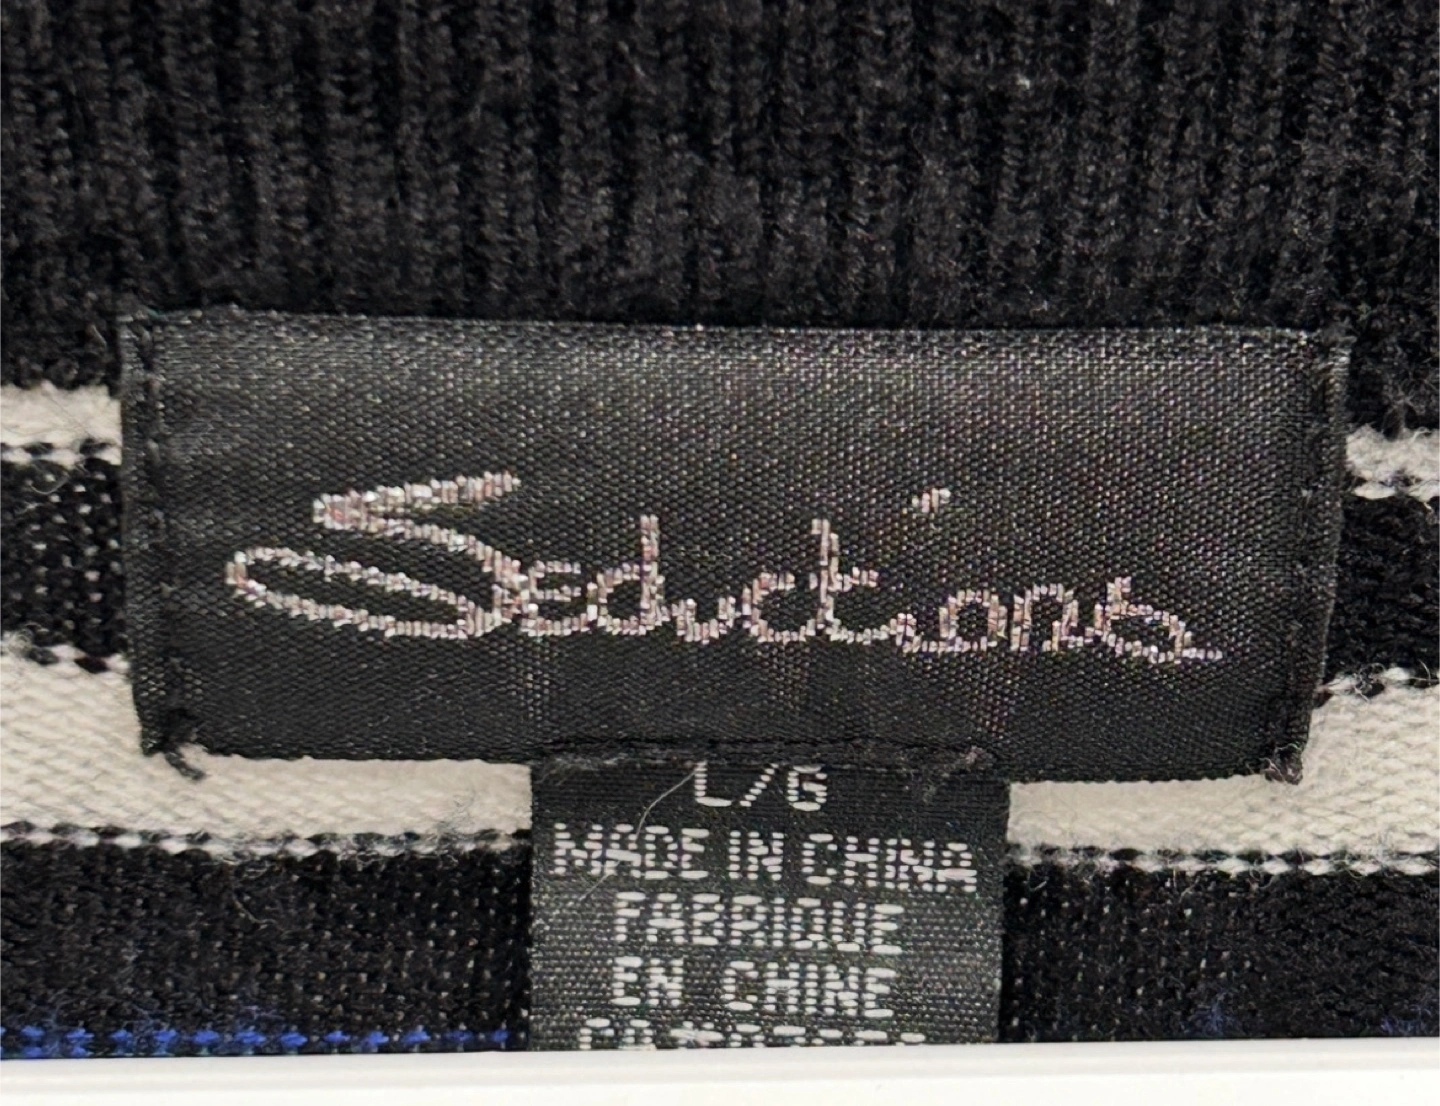 Seductions
L/G
MADE IN CHINA
FABRIQUE
EN CHINE